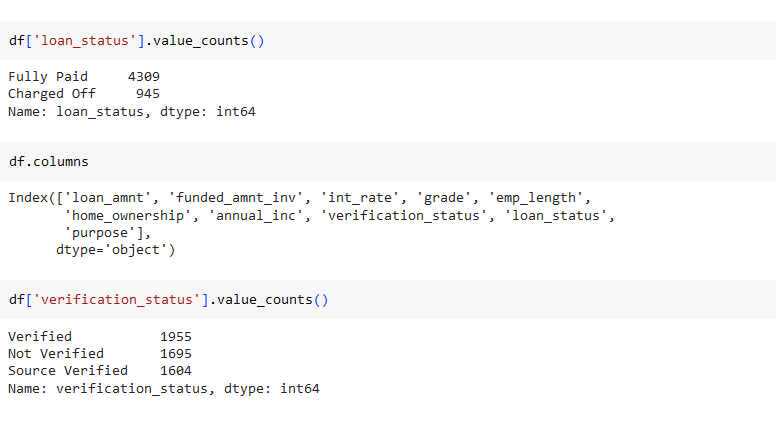 df['loan_status'].value_counts()
Fully Paid     4309
Charged Off     945
Name: loan_status, dtype: int64
df.columns
Index(['loan_amnt', 'funded_amnt_inv', 'int_rate', 'grade', 'emp_length',
       'home_ownership', 'annual_inc', 'verification_status', 'loan_status',
       'purpose'],
      dtype='object')
df['verification_status'].value_counts()
Verified           1955
Not Verified       1695
Source Verified    1604
Name: verification_status, dtype: int64